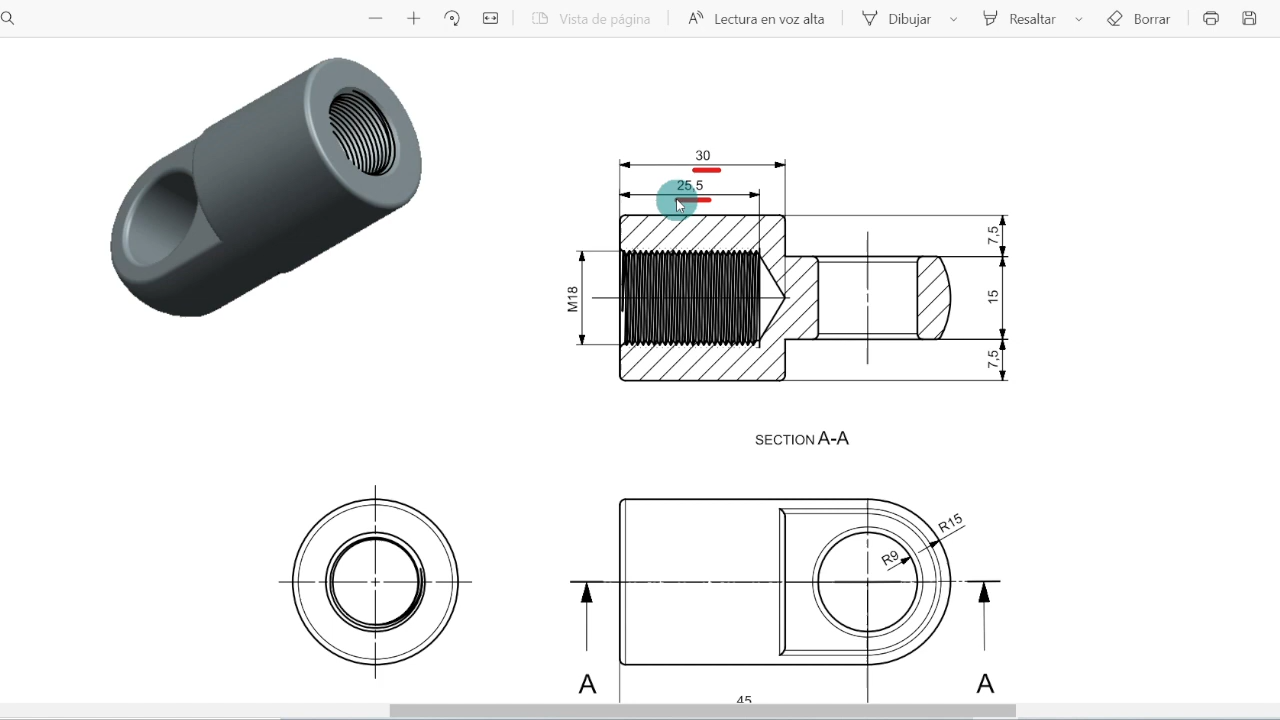 Vista de página
Lectura en voz alta
Dibujar
Resaltar
Borrar
30
25,5
M18
7,5
15
7,5
SECTION A-A
R15
R9
A
A
45